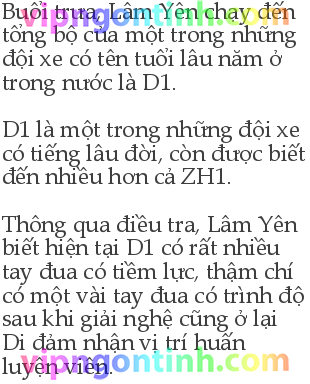 Buổi trưa, Lâm Yên chạy đến
tổng bộ của một trong những
đội xe có tên tuổi lâu năm ở
trong nước là D1.
D1 là một trong những đội xe
có tiếng lâu đời, còn được biết
đến nhiều hơn cả ZH1.
Thông qua điều tra, Lâm Yên
biết hiện tại D1 có rất nhiều
tay đua có tiềm lực, thậm chí
có một vài tay đua có trình độ
sau khi giải nghệ cũng ở lại
Di đảm nhận vị trí huấn
luyện viên.
vipngontinh.com
vipngontinh.com